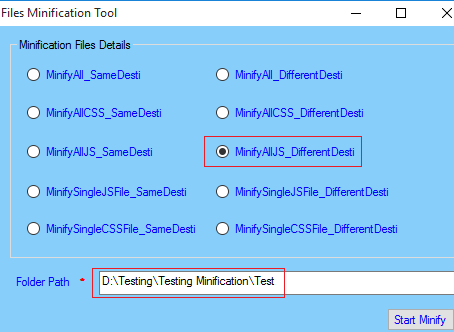 Files Minification Tool
Minification Files Details
MinifyAll_SameDesti
MinifyAll_DifferentDesti
MinifyAllCSS_SameDesti
MinifyAllCSS_DifferentDesti
MinifyAllJS_SameDesti
MinifyAllJS_DifferentDesti
MinifySingleJSFile_SameDesti
MinifySingleJSFile_DifferentDesti
MinifySingleCSSFile_SameDesti
MinifySingleCSSFile_DifferentDesti
Folder Path * D:\Testing\Testing Minification\Test
Start Minify